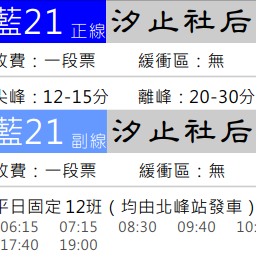 藍21 正線 汐止社后
收費：一段票 緩衝區：無
尖峰：12-15分 離峰：20-30分
藍21 副線 汐止社后
收費：一段票 緩衝區：無
平日固定12班（均由北峰站發車）
06:15 07:15 08:30 09:40 10:
17:40 19:00